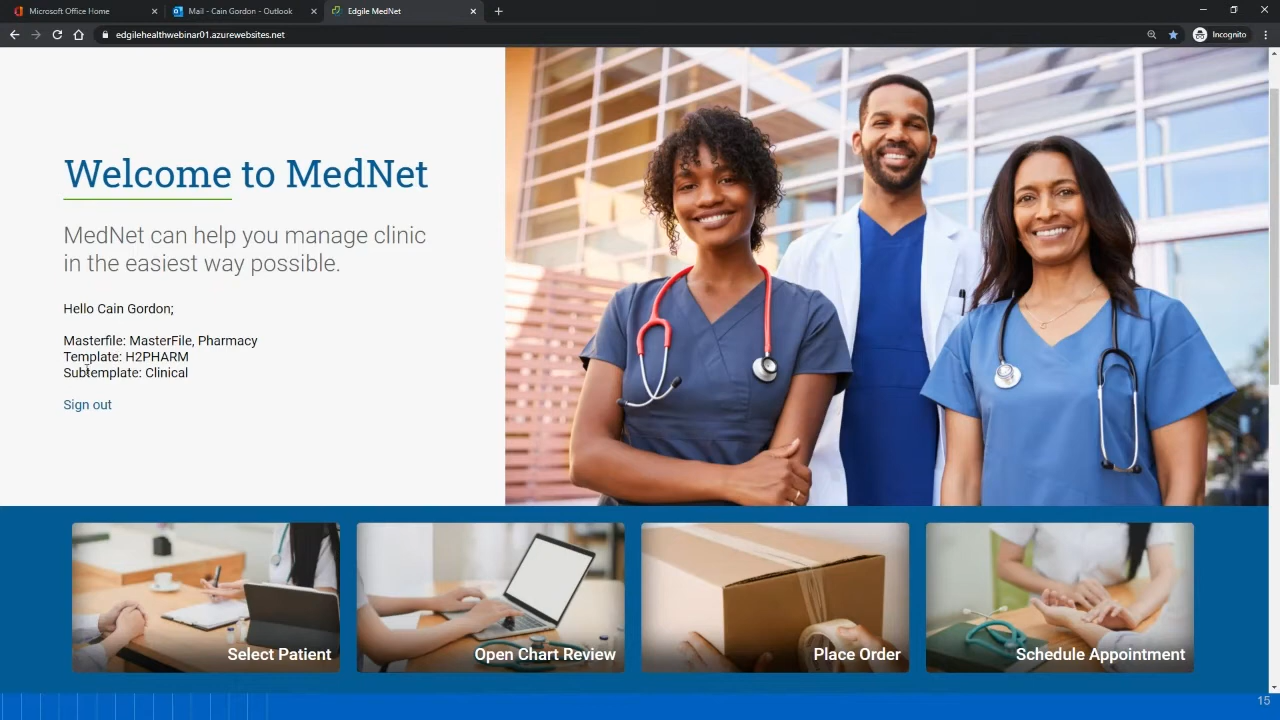 Microsoft Office Home
Mail - Cain Gordon - Outlook
Edgile MedNet
edgilehealthwebinar01.azurewebsites.net
Incognito
Welcome to MedNet
MedNet can help you manage clinic
in the easiest way possible.
Hello Cain Gordon;
Masterfile: MasterFile, Pharmacy
Template: H2PHARM
Subtemplate: Clinical
Sign out
Select Patient
Open Chart Review
Place Order
Schedule Appointment
15